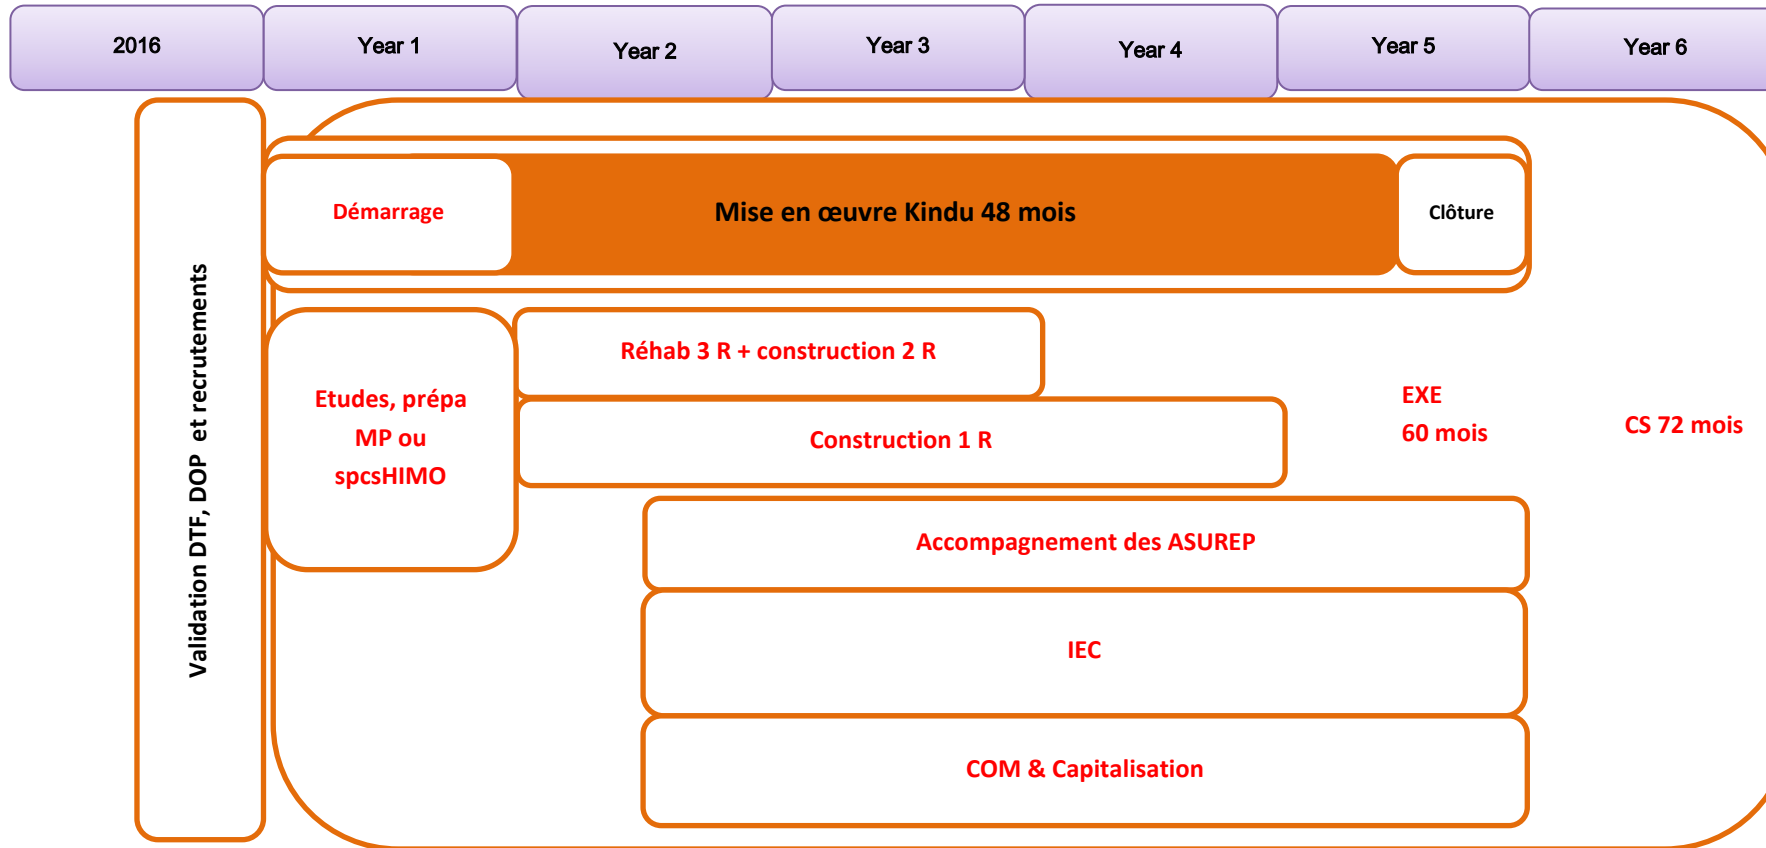 2016
Year 1
Year 2
Year 3
Year 4
Year 5
Year 6
Validation DTF, DOP et recrutements
Démarrage
Mise en œuvre Kindu 48 mois
Clôture
Etudes, prépa
MP ou
spcsHIMO
Réhab 3 R + construction 2 R
Construction 1 R
EXE
60 mois
CS 72 mois
Accompagnement des ASUREP
IEC
COM & Capitalisation